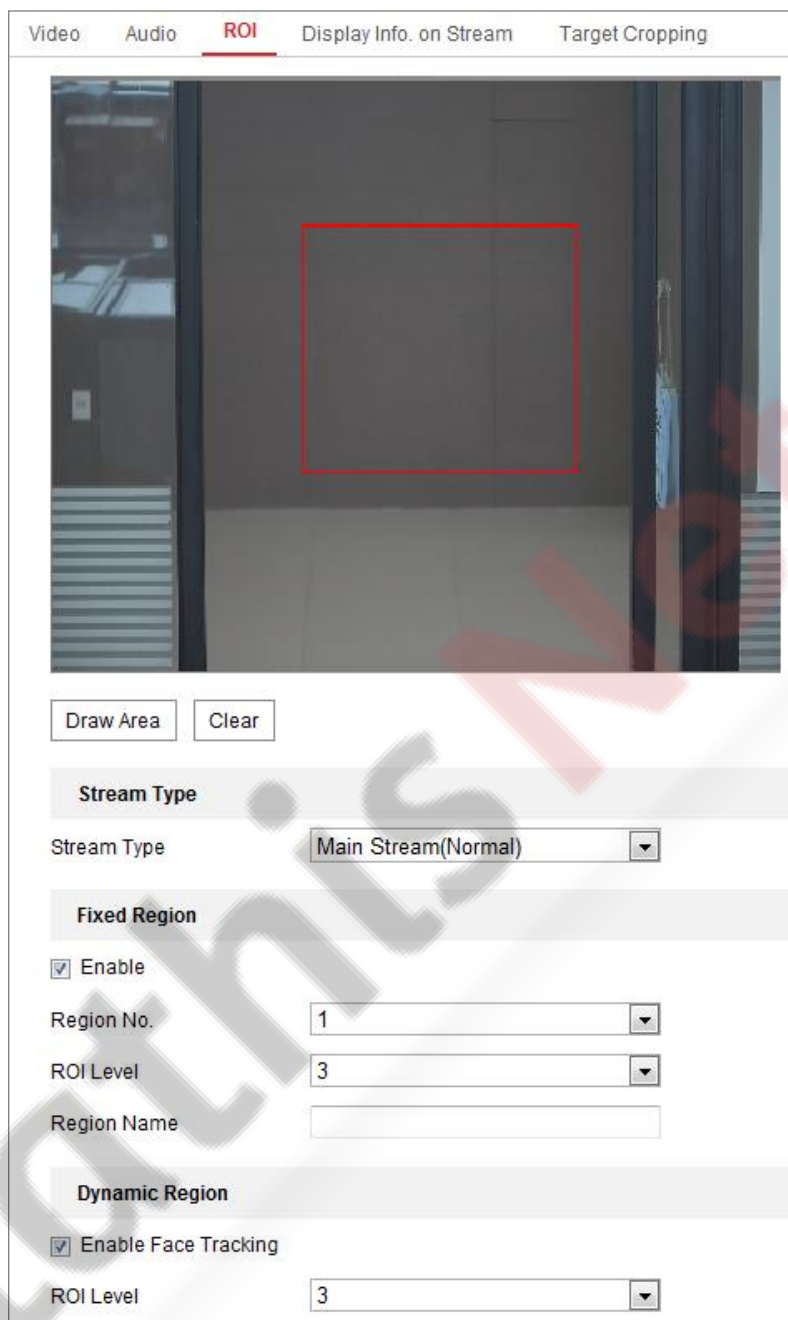 Video Audio ROI Display Info. on Stream Target Cropping
Draw Area Clear
Stream Type
Stream Type Main Stream(Normal)
Fixed Region
Enable
Region No. 1
ROI Level 3
Region Name
Dynamic Region
Enable Face Tracking
ROI Level 3
athisNet